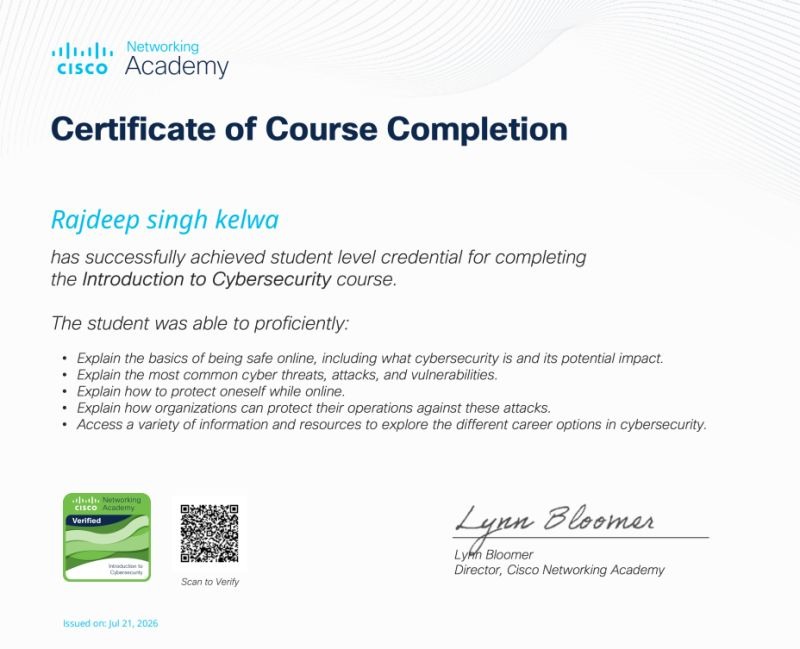 Networking
CISCO Academy
Certificate of Course Completion
Rajdeep singh kelwa
has successfully achieved student level credential for completing
the Introduction to Cybersecurity course.
The student was able to proficiently:
• Explain the basics of being safe online, including what cybersecurity is and its potential impact.
• Explain the most common cyber threats, attacks, and vulnerabilities.
• Explain how to protect oneself while online.
• Explain how organizations can protect their operations against these attacks.
• Access a variety of information and resources to explore the different career options in cybersecurity.
Networking
CISCO Academy
Verified
Introduction to
Cybersecurity
Scan to Verify
Lynn Bloomer
Lynn Bloomer
Director, Cisco Networking Academy
Issued on: Jul 21, 2026